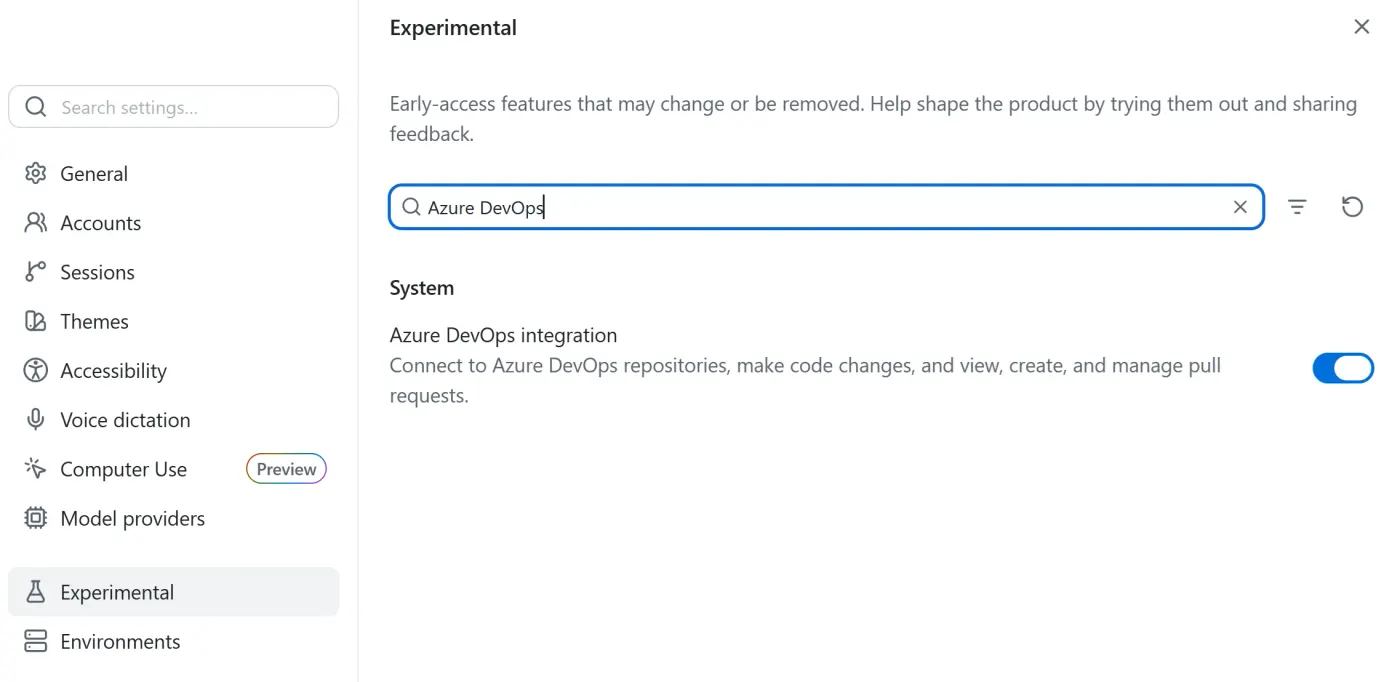 Experimental
Search settings...
General
Accounts
Sessions
Themes
Accessibility
Voice dictation
Computer Use
Preview
Model providers
Experimental
Environments
Early-access features that may change or be removed. Help shape the product by trying them out and sharing
feedback.
Azure DevOps
System
Azure DevOps integration
Connect to Azure DevOps repositories, make code changes, and view, create, and manage pull
requests.